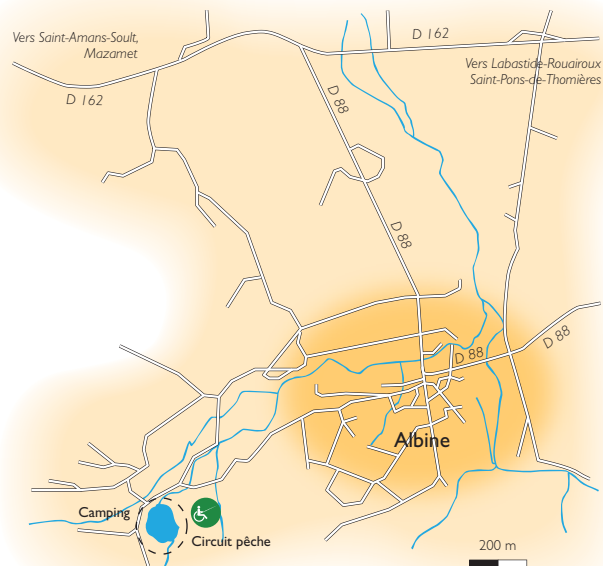 D 162
Vers Saint-Amans-Soult,
Mazamet
Vers Labastide-Rouairoux
Saint-Pons-de-Thomières
D 162
D 88
D 88
D 88
D 88
Albine
Camping
Circuit pêche
200 m